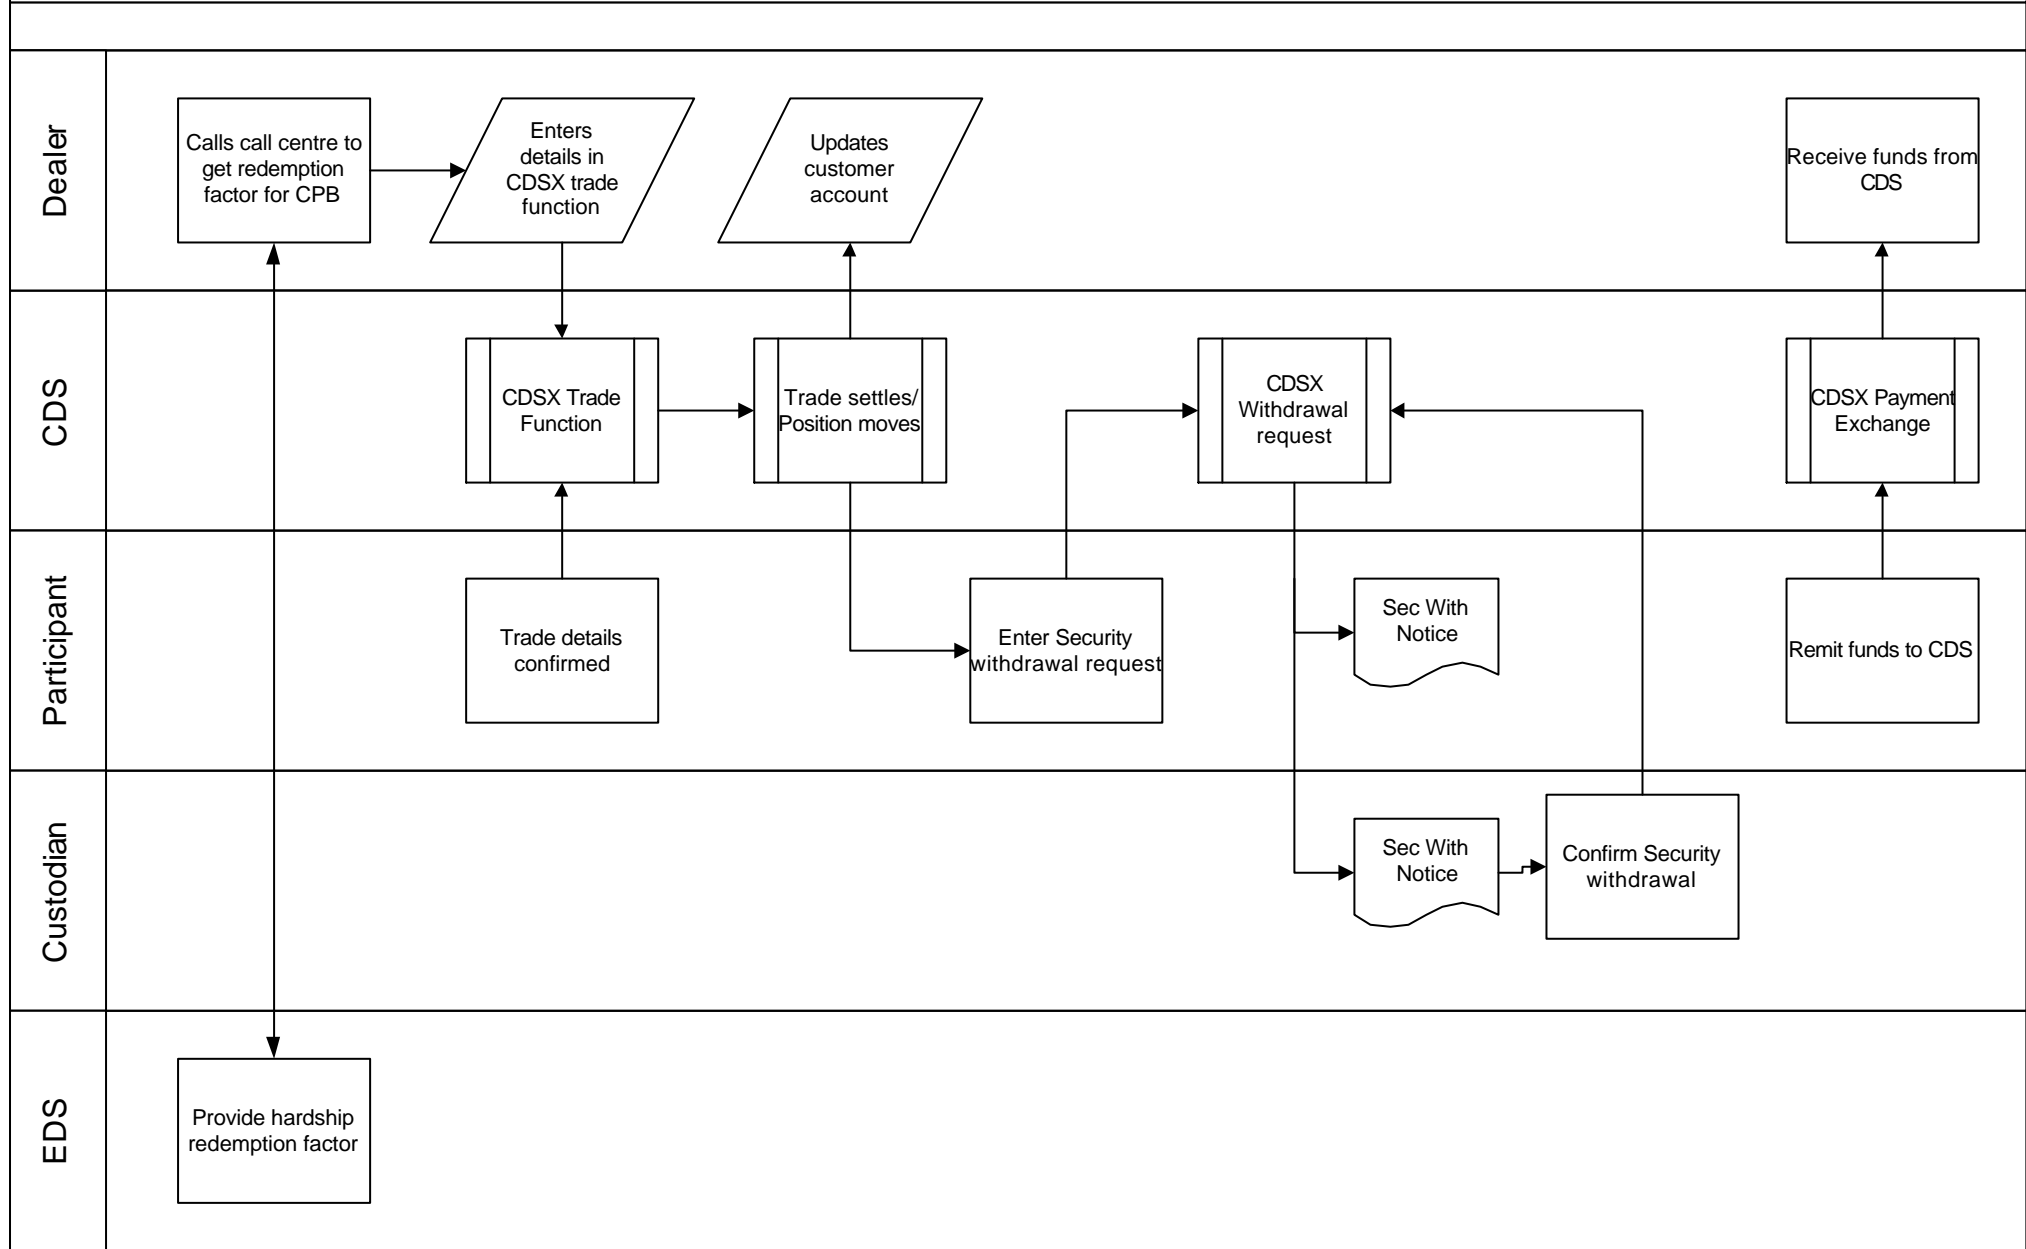 Dealer
Calls call centre to
get redemption
factor for CPB
Enters
details in
CDSX trade
function
Updates
customer
account
Receive funds from
CDS
CDS
CDSX Trade
Function
Trade settles/
Position moves
CDSX
Withdrawal
request
CDSX Payment
Exchange
Participant
Trade details
confirmed
Enter Security
withdrawal request
Sec With
Notice
Remit funds to CDS
Custodian
Sec With
Notice
Confirm Security
withdrawal
EDS
Provide hardship
redemption factor